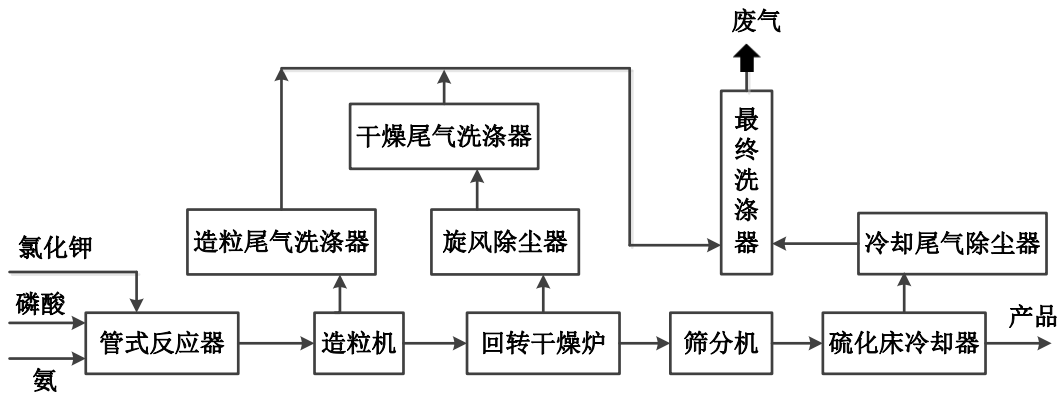 废气
干燥尾气洗涤器
最终洗涤器
造粒尾气洗涤器
旋风除尘器
冷却尾气除尘器
氯化钾
磷酸
氨
管式反应器
造粒机
回转干燥炉
筛分机
硫化床冷却器
产品